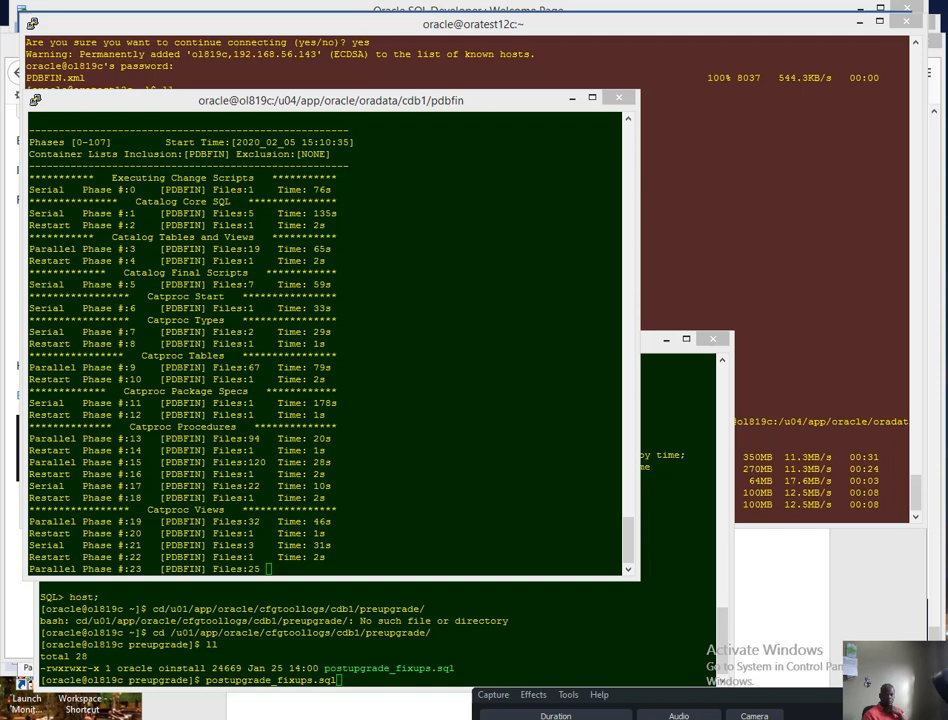 Oracle SQL Developer : Welcome Page
oracle@oratest12c:~
Are you sure you want to continue connecting (yes/no)? yes
Warning: Permanently added 'ol819c,192.168.56.143' (ECDSA) to the list of known hosts.
oracle@ol819c's password:
PDBFIN.xml 100% 8037 544.3KB/s 00:00
oracle@ol819c:/u04/app/oracle/oradata/cdb1/pdbfin
------------------------------------------------------
Phases [0-107] Start Time:[2020_02_05 15:10:35]
Container Lists Inclusion:[PDBFIN] Exclusion:[NONE]
------------------------------------------------------
*********** Executing Change Scripts ***********
Serial Phase #:0 [PDBFIN] Files:1 Time: 76s
*************** Catalog Core SQL ***************
Serial Phase #:1 [PDBFIN] Files:5 Time: 135s
Restart Phase #:2 [PDBFIN] Files:1 Time: 2s
*********** Catalog Tables and Views ***********
Parallel Phase #:3 [PDBFIN] Files:19 Time: 65s
Restart Phase #:4 [PDBFIN] Files:1 Time: 2s
************* Catalog Final Scripts ************
Serial Phase #:5 [PDBFIN] Files:7 Time: 59s
***************** Catproc Start ****************
Serial Phase #:6 [PDBFIN] Files:1 Time: 33s
***************** Catproc Types ****************
Serial Phase #:7 [PDBFIN] Files:2 Time: 29s
Restart Phase #:8 [PDBFIN] Files:1 Time: 1s
**************** Catproc Tables ****************
Parallel Phase #:9 [PDBFIN] Files:67 Time: 79s
Restart Phase #:10 [PDBFIN] Files:1 Time: 2s
************* Catproc Package Specs ************
Serial Phase #:11 [PDBFIN] Files:1 Time: 178s
Restart Phase #:12 [PDBFIN] Files:1 Time: 1s
************** Catproc Procedures **************
Parallel Phase #:13 [PDBFIN] Files:94 Time: 20s
Restart Phase #:14 [PDBFIN] Files:1 Time: 1s
Parallel Phase #:15 [PDBFIN] Files:120 Time: 28s
Restart Phase #:16 [PDBFIN] Files:1 Time: 2s
Serial Phase #:17 [PDBFIN] Files:22 Time: 10s
Restart Phase #:18 [PDBFIN] Files:1 Time: 2s
***************** Catproc Views ****************
Parallel Phase #:19 [PDBFIN] Files:32 Time: 46s
Restart Phase #:20 [PDBFIN] Files:1 Time: 1s
Serial Phase #:21 [PDBFIN] Files:3 Time: 31s
Restart Phase #:22 [PDBFIN] Files:1 Time: 2s
Parallel Phase #:23 [PDBFIN] Files:25
ol819c:/u04/app/oracle/oradat
by time;
350MB 11.3MB/s 00:31
270MB 11.3MB/s 00:24
64MB 17.6MB/s 00:03
100MB 12.5MB/s 00:08
100MB 12.5MB/s 00:08
SQL> host;
[oracle@ol819c ~]$ cd/u01/app/oracle/cfgtoollogs/cdb1/preupgrade/
bash: cd/u01/app/oracle/cfgtoollogs/cdb1/preupgrade/: No such file or directory
[oracle@ol819c ~]$ cd /u01/app/oracle/cfgtoollogs/cdb1/preupgrade/
[oracle@ol819c preupgrade]$ ll
total 28
-rwxrwxr-x 1 oracle oinstall 24669 Jan 25 14:00 postupgrade_fixups.sql
[oracle@ol819c preupgrade]$ postupgrade_fixups.sql
Activate Windows
Go to System in Control Pan
Windows.
Launch Monit...
Workspace Shortcut
Capture Effects Tools Help
Duration Audio Camera